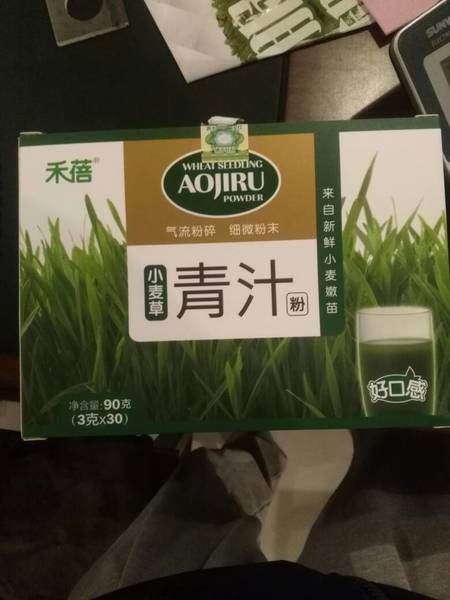 禾蓓®
WHEAT SEEDLING
AOJIRU
POWDER
气流粉碎 细微粉末
来自新鲜小麦嫩苗
小麦草
青汁
粉
好口感
净含量:90克
(3克x30)
SUNW